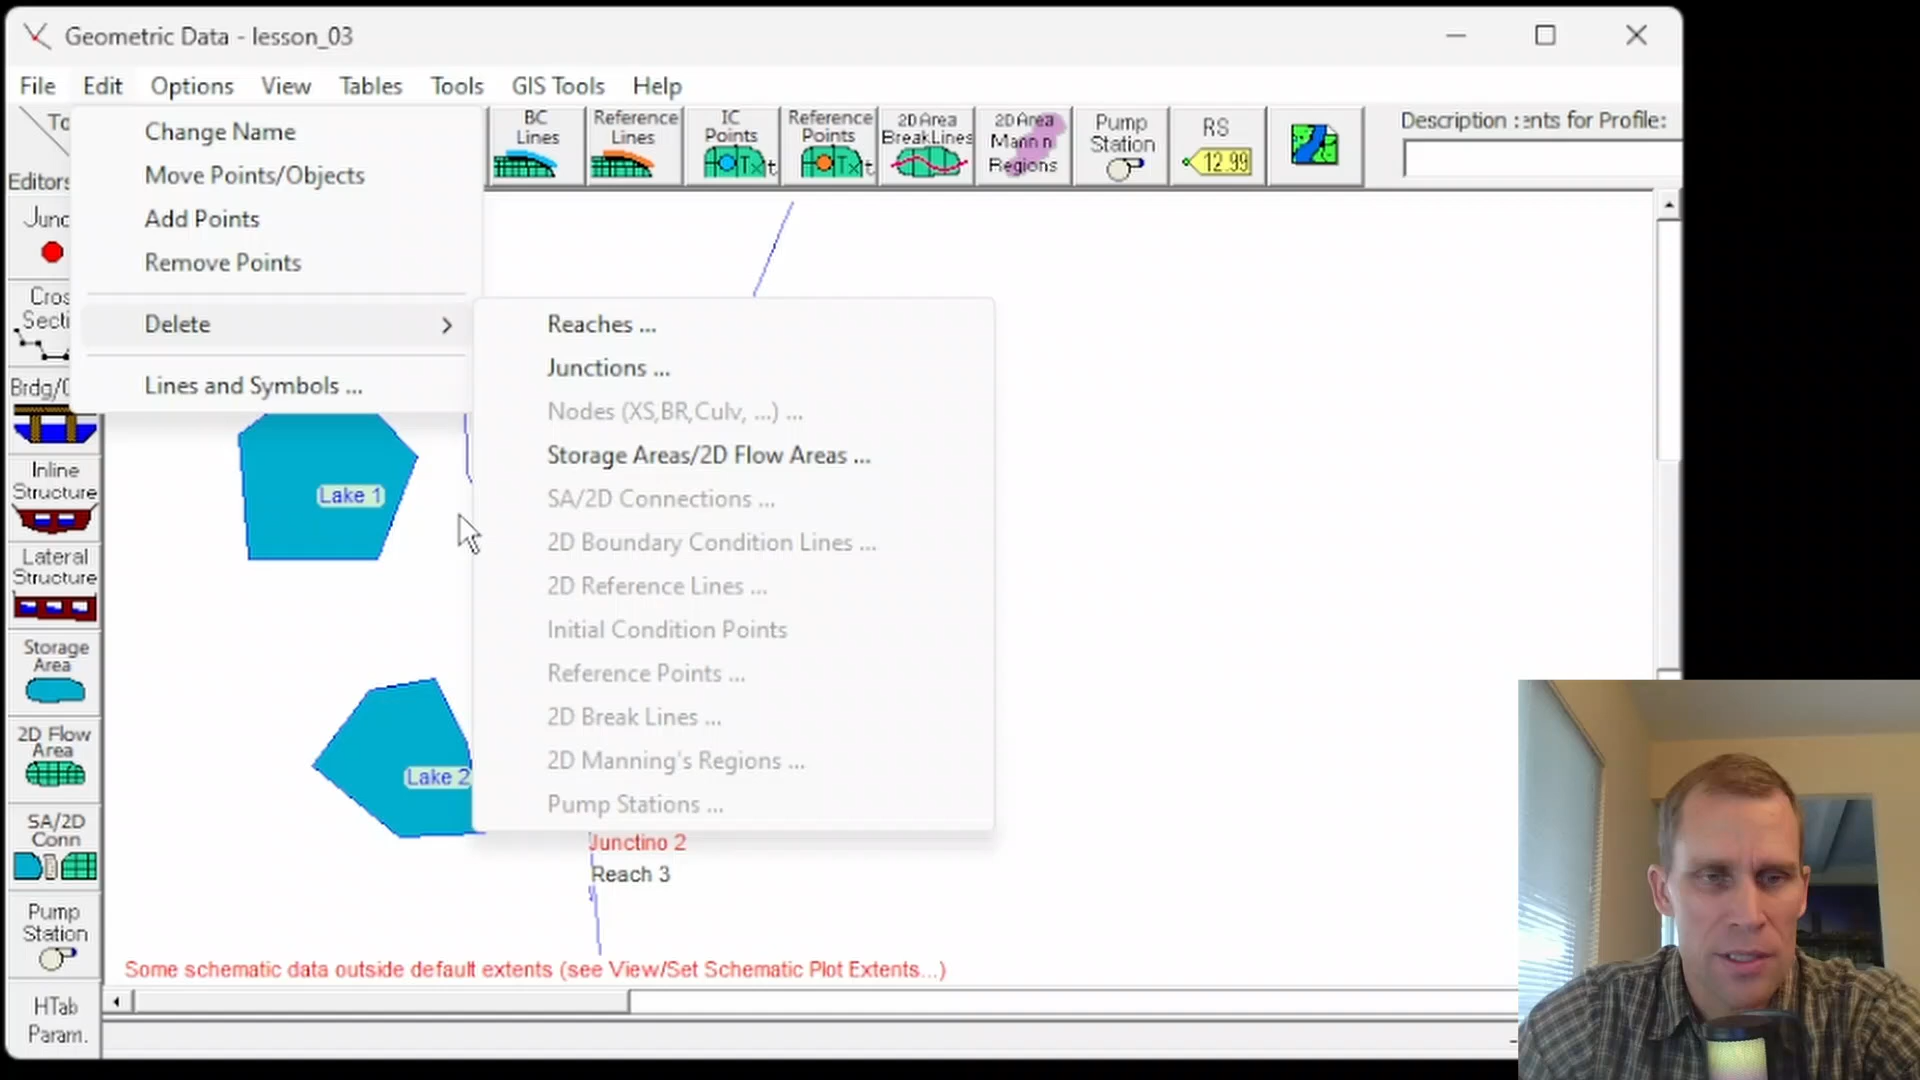 Geometric Data - lesson_03
File Edit Options View Tables Tools GIS Tools Help
Change Name
Move Points/Objects
Add Points
Remove Points
Delete
Lines and Symbols ...
Reaches ...
Junctions ...
Nodes (XS,BR,Culv, ...) ...
Storage Areas/2D Flow Areas ...
SA/2D Connections ...
2D Boundary Condition Lines ...
2D Reference Lines ...
Initial Condition Points
Reference Points ...
2D Break Lines ...
2D Manning's Regions ...
Pump Stations ...
BC
Lines
Reference
Lines
IC
Points
Reference
Points
2D Area
BreakLines
2D Area
Mann n
Regions
Pump
Station
RS
12.99
Description :
ents for Profile:
To
Editors
Junc
Cros
Secti
Brdg/C
Inline
Structure
Lateral
Structure
Storage
Area
2D Flow
Area
SA/2D
Conn
Pump
Station
HTab
Param.
Lake 1
Lake 2
Junctino 2
Reach 3
Some schematic data outside default extents (see View/Set Schematic Plot Extents...)